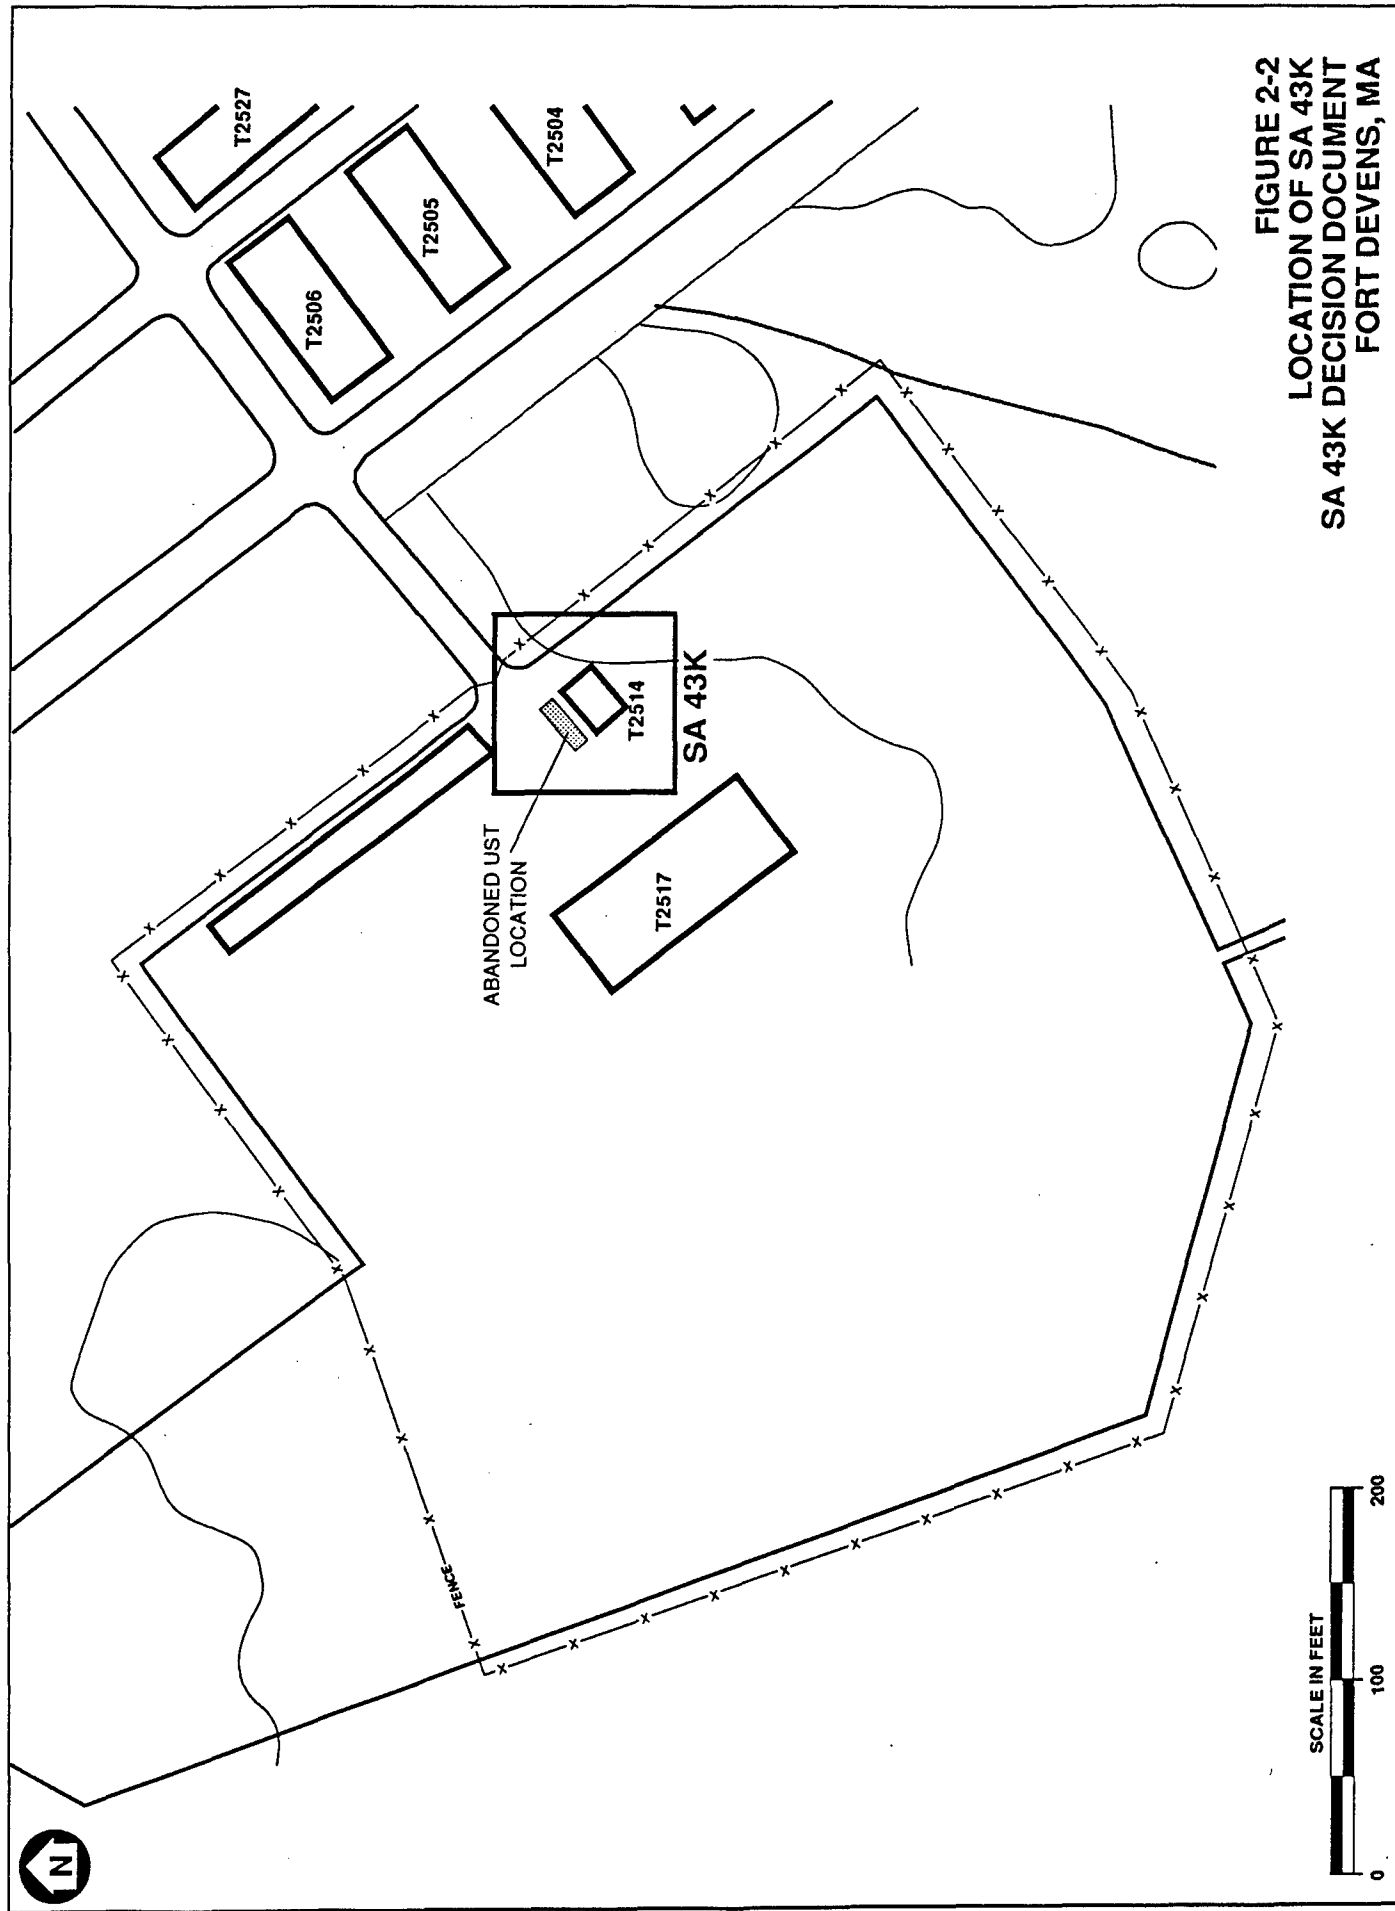 T2527
T2506
T2505
T2504
T2514
SA 43K
ABANDONED UST
LOCATION
T2517
FENCE
N
SCALE IN FEET
0 100 200
FIGURE 2-2
LOCATION OF SA 43K
SA 43K DECISION DOCUMENT
FORT DEVENS, MA